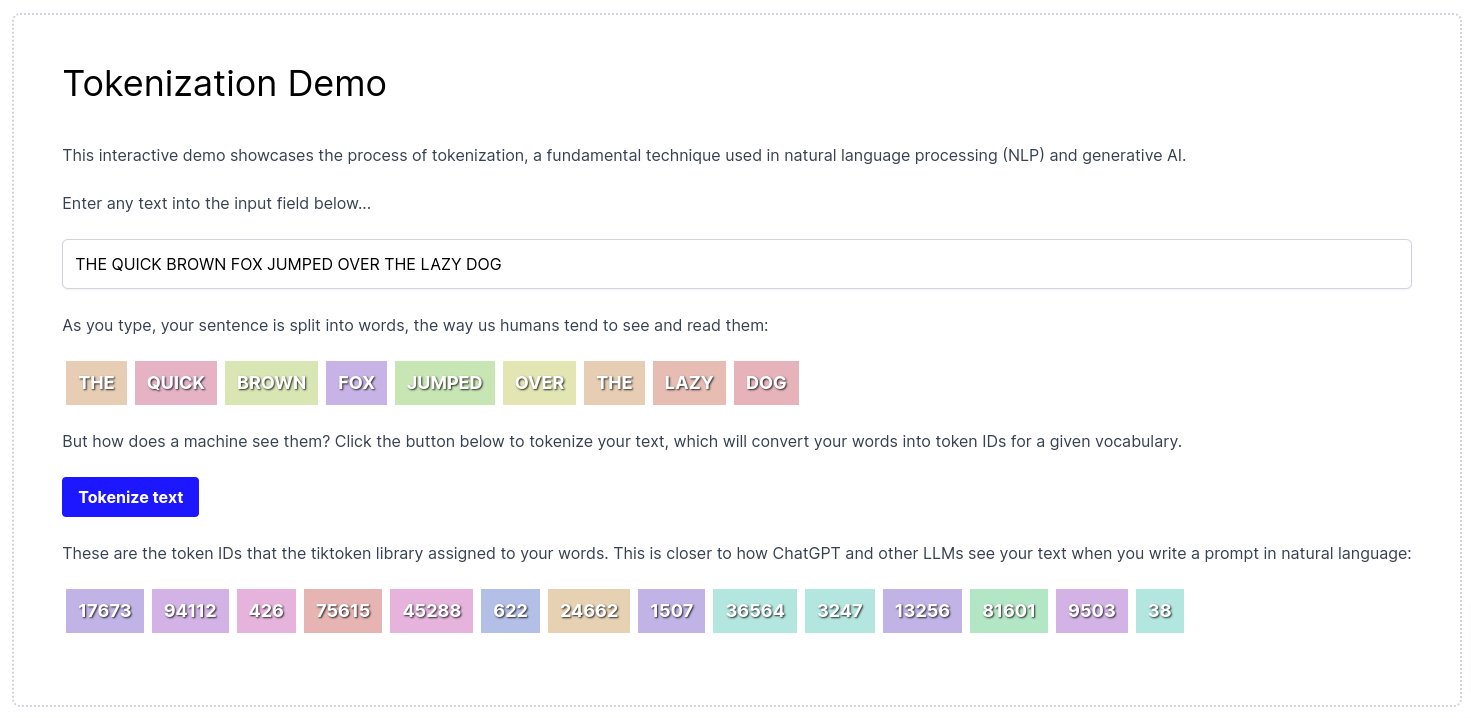 Tokenization Demo
This interactive demo showcases the process of tokenization, a fundamental technique used in natural language processing (NLP) and generative AI.
Enter any text into the input field below...
THE QUICK BROWN FOX JUMPED OVER THE LAZY DOG
As you type, your sentence is split into words, the way us humans tend to see and read them:
THE QUICK BROWN FOX JUMPED OVER THE LAZY DOG
But how does a machine see them? Click the button below to tokenize your text, which will convert your words into token IDs for a given vocabulary.
Tokenize text
These are the token IDs that the tiktoken library assigned to your words. This is closer to how ChatGPT and other LLMs see your text when you write a prompt in natural language:
17673 94112 426 75615 45288 622 24662 1507 36564 3247 13256 81601 9503 38